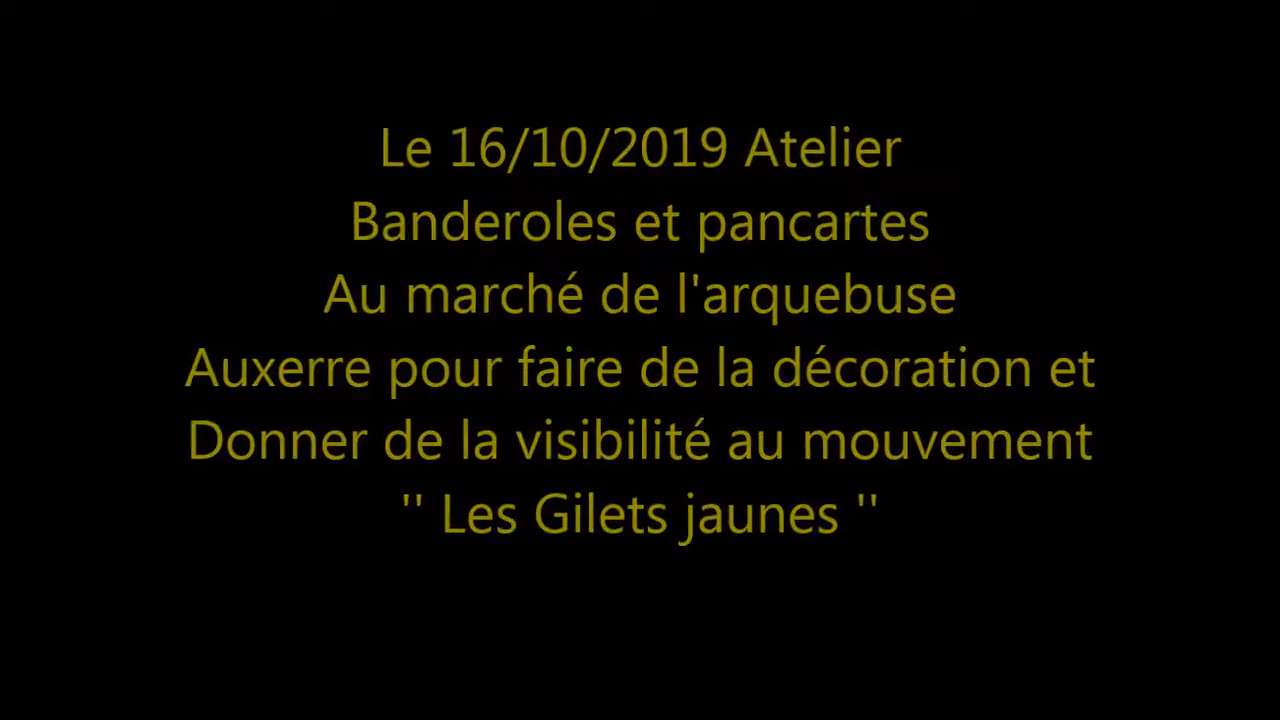 Le 16/10/2019 Atelier
Banderoles et pancartes
Au marché de l'arquebuse
Auxerre pour faire de la décoration et
Donner de la visibilité au mouvement
'' Les Gilets jaunes ''